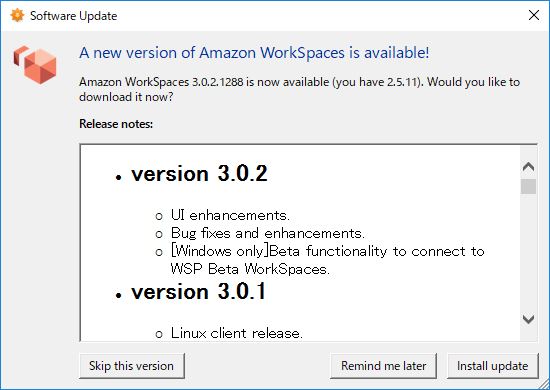 Software Update
A new version of Amazon WorkSpaces is available!
Amazon WorkSpaces 3.0.2.1288 is now available (you have 2.5.11). Would you like to
download it now?
Release notes:
• version 3.0.2
o UI enhancements.
o Bug fixes and enhancements.
o [Windows only]Beta functionality to connect to
WSP Beta WorkSpaces.
• version 3.0.1
o Linux client release.
Skip this version
Remind me later
Install update